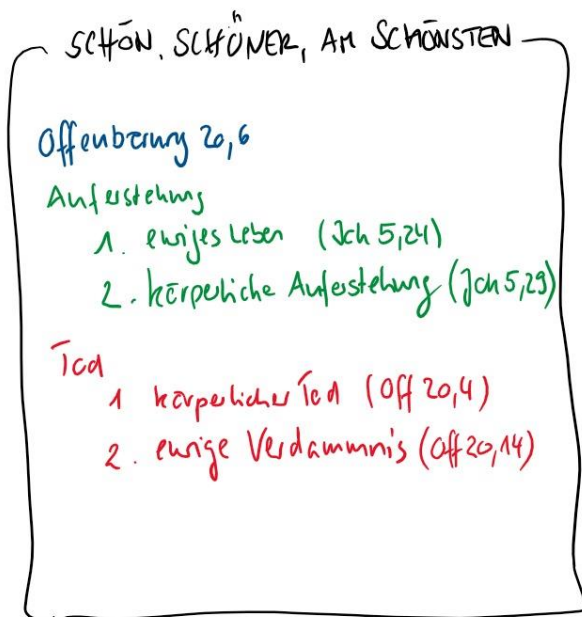 SCHÖN, SCHÖNER, AM SCHÖNSTEN
Offenbarung 20,6
Auferstehung
1. ewiges Leben (Joh 5,24)
2. körperliche Auferstehung (Joh 5,29)
Tod
1 körperlicher Tod (Off 20,4)
2. ewige Verdammnis (Off 20,14)